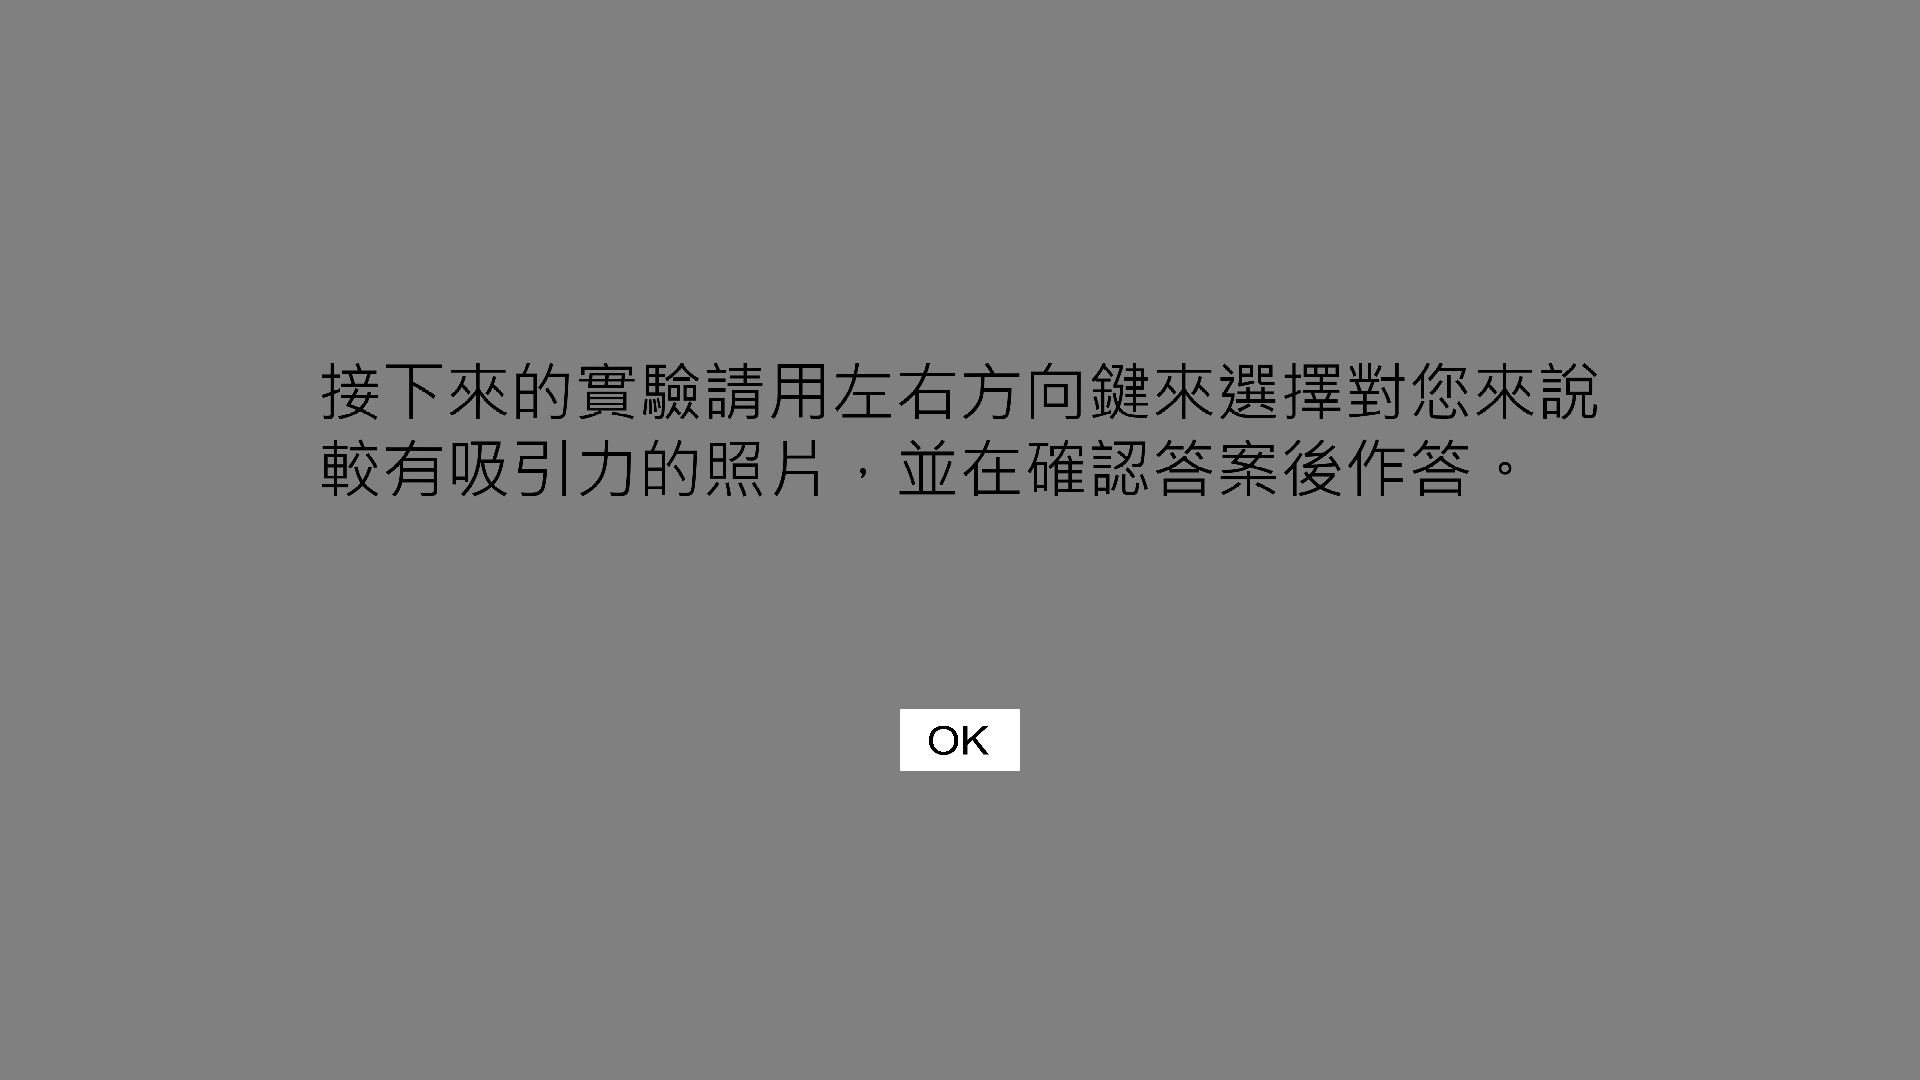 接下來的實驗請用左右方向鍵來選擇對您來說
較有吸引力的照片，並在確認答案後作答。
OK